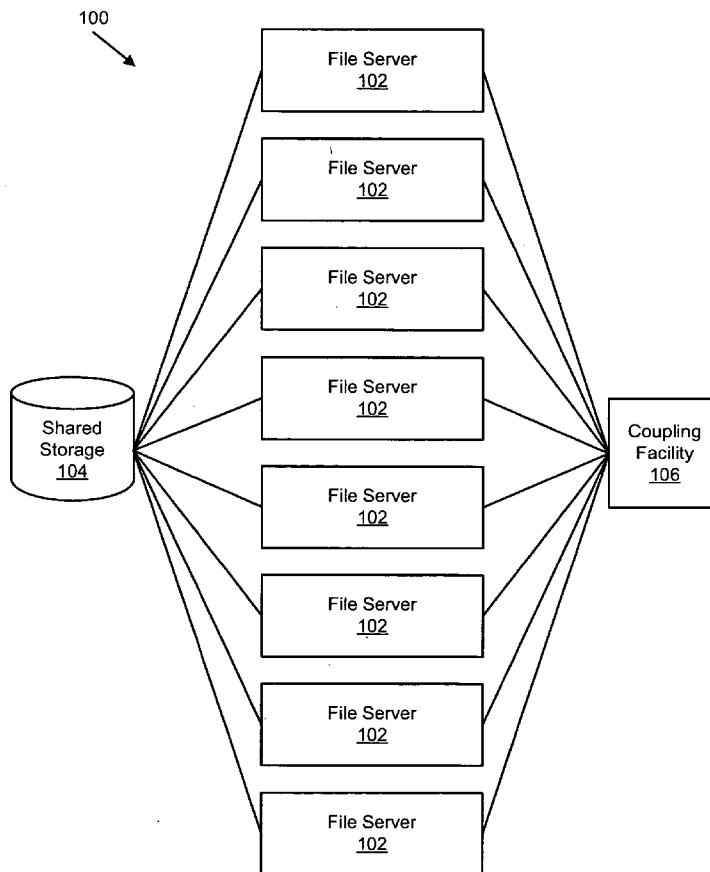 100
File Server
102
File Server
102
File Server
102
File Server
102
Shared
Storage
104
Coupling
Facility
106
File Server
102
File Server
102
File Server
102
File Server
102